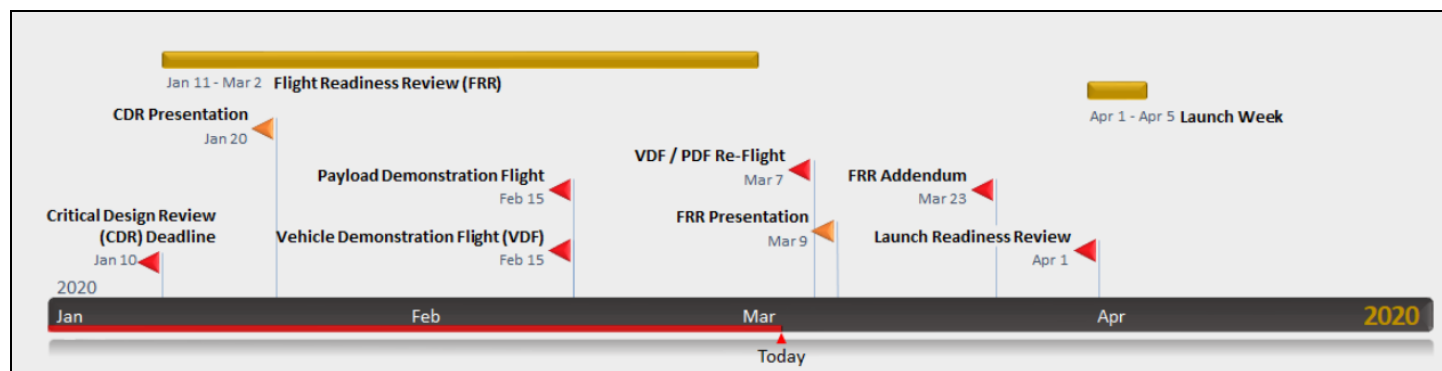 Jan 11 - Mar 2 Flight Readiness Review (FRR)
Apr 1 - Apr 5 Launch Week
CDR Presentation
Jan 20
VDF / PDF Re-Flight
Mar 7
Payload Demonstration Flight
Feb 15
FRR Addendum
Mar 23
Critical Design Review
(CDR) Deadline
Jan 10
FRR Presentation
Mar 9
Vehicle Demonstration Flight (VDF)
Feb 15
Launch Readiness Review
Apr 1
2020
Jan Feb Mar Apr 2020
Today